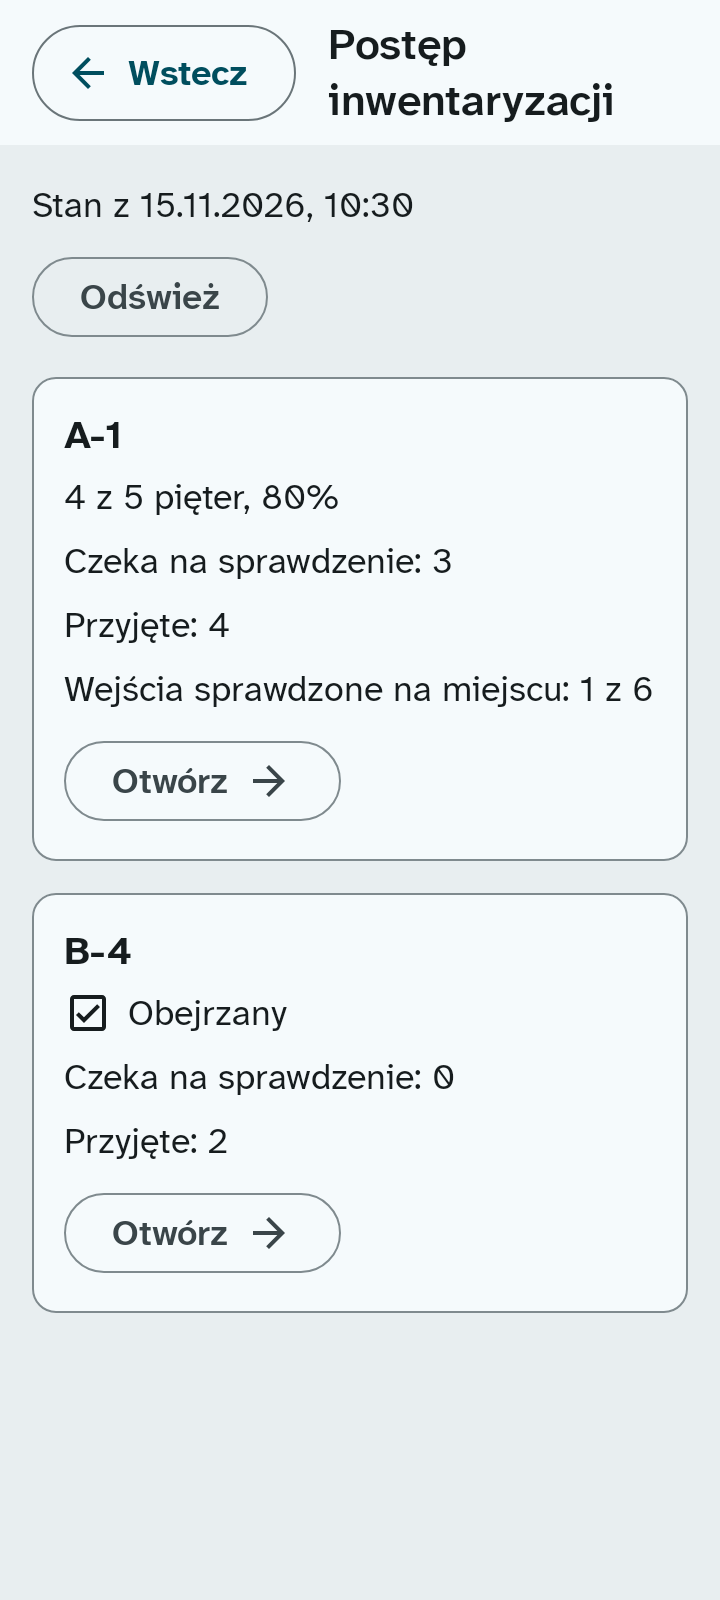 Wstecz
Postęp
inwentaryzacji
Stan z 15.11.2026, 10:30
Odśwież
A-1
4 z 5 pięter, 80%
Czeka na sprawdzenie: 3
Przyjęte: 4
Wejścia sprawdzone na miejscu: 1 z 6
Otwórz
B-4
Obejrzany
Czeka na sprawdzenie: 0
Przyjęte: 2
Otwórz